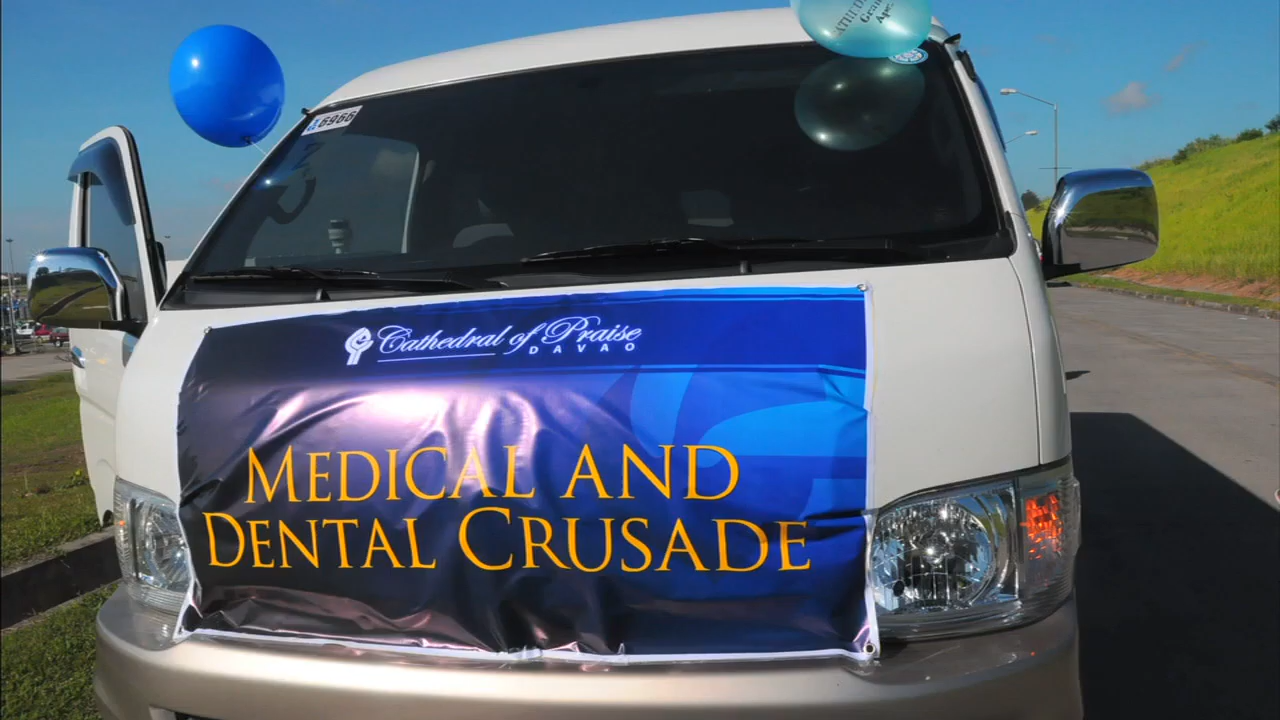 6966
Cathedral of Praise
DAVAO
MEDICAL AND
DENTAL CRUSADE